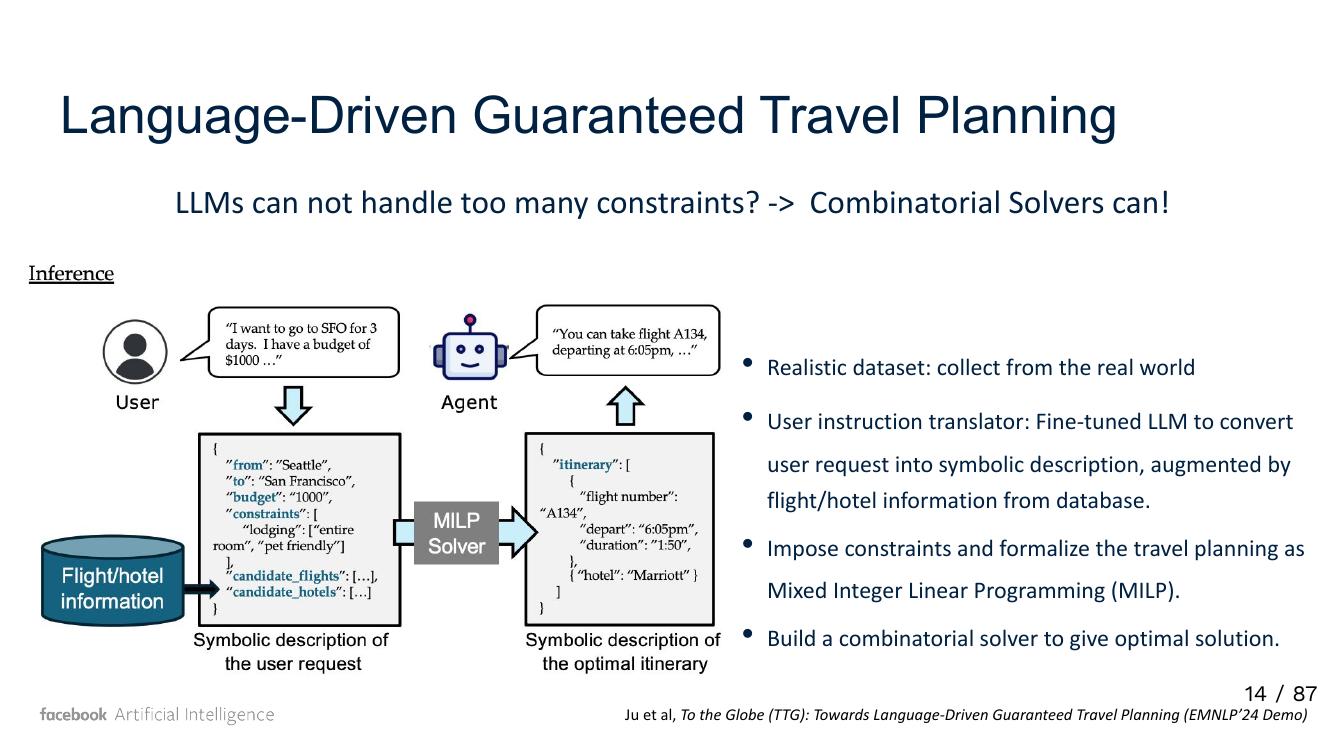 Language-Driven Guaranteed Travel Planning
LLMs can not handle too many constraints? -> Combinatorial Solvers can!
Inference
User
“I want to go to SFO for 3
days. I have a budget of
$1000 …”
Agent
“You can take flight A134,
departing at 6:05pm, …”
{
“from”: “Seattle”,
“to”: “San Francisco”,
“budget”: “1000”,
“constraints”: [
“lodging”: [“entire
room”, “pet friendly”]
],
“candidate_flights”: […],
“candidate_hotels”: […]
}
Symbolic description of
the user request
Flight/hotel
information
MILP
Solver
{
“itinerary”: [
{
“flight number”:
“A134”,
“depart”: “6:05pm”,
“duration”: “1:50”,
},
{ “hotel”: “Marriott” }
]
}
Symbolic description of
the optimal itinerary
• Realistic dataset: collect from the real world
• User instruction translator: Fine-tuned LLM to convert
user request into symbolic description, augmented by
flight/hotel information from database.
• Impose constraints and formalize the travel planning as
Mixed Integer Linear Programming (MILP).
• Build a combinatorial solver to give optimal solution.
14 / 87
facebook Artificial Intelligence
Ju et al, To the Globe (TTG): Towards Language-Driven Guaranteed Travel Planning (EMNLP’24 Demo)